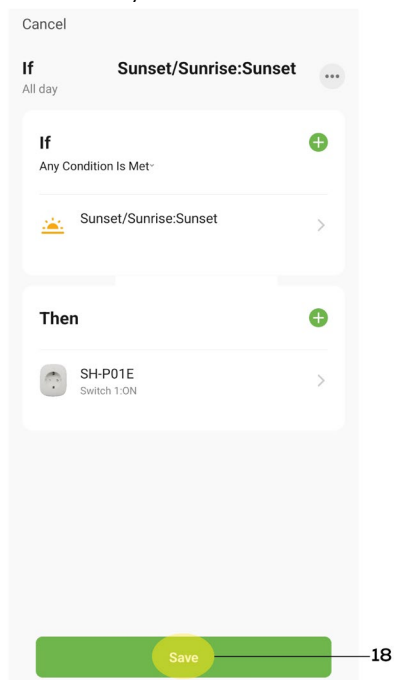 Cancel
If Sunset/Sunrise:Sunset
All day
If
Any Condition Is Met
Sunset/Sunrise:Sunset
Then
SH-P01E
Switch 1:ON
Save
18